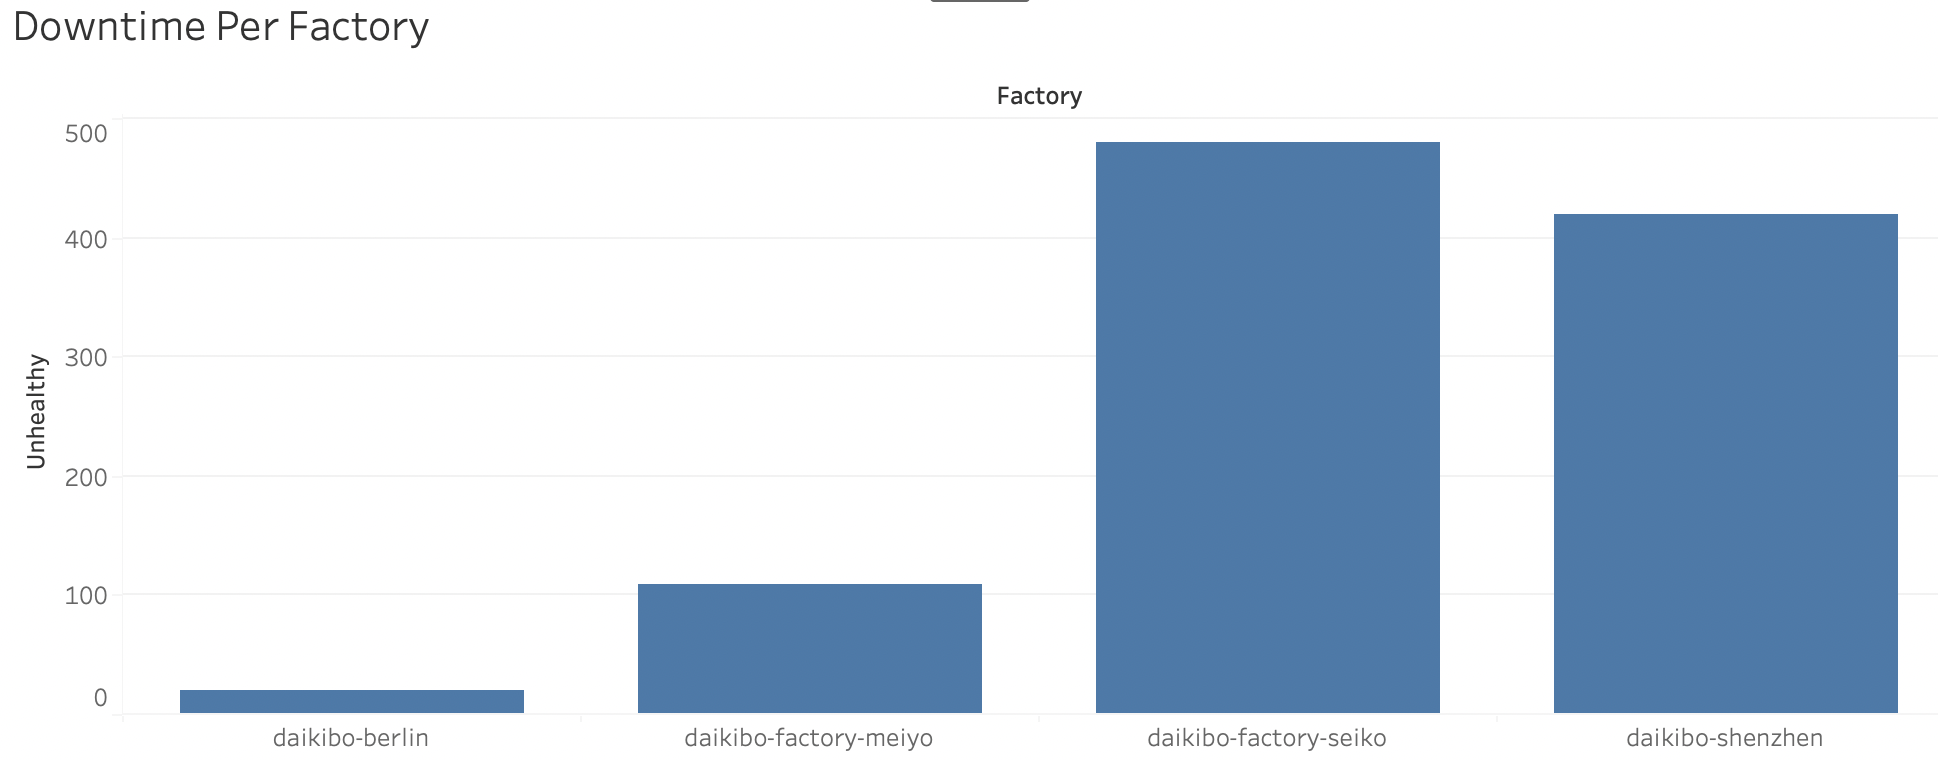 Downtime Per Factory
Factory
500
400
300
200
100
0
Unhealthy
daikibo-berlin
daikibo-factory-meiyo
daikibo-factory-seiko
daikibo-shenzhen